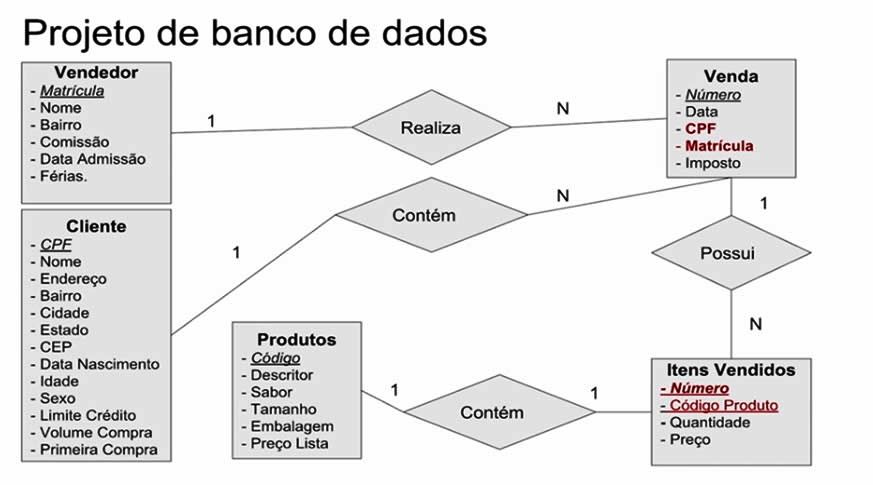 Projeto de banco de dados
Vendedor
- Matrícula
- Nome
- Bairro
- Comissão
- Data Admissão
- Férias.
1
Realiza
N
Venda
- Número
- Data
- CPF
- Matrícula
- Imposto
Cliente
- CPF
- Nome
- Endereço
- Bairro
- Cidade
- Estado
- CEP
- Data Nascimento
- Idade
- Sexo
- Limite Crédito
- Volume Compra
- Primeira Compra
1
Contém
N
1
Possui
N
Produtos
- Código
- Descritor
- Sabor
- Tamanho
- Embalagem
- Preço Lista
1
Contém
1
Itens Vendidos
- Número
- Código Produto
- Quantidade
- Preço